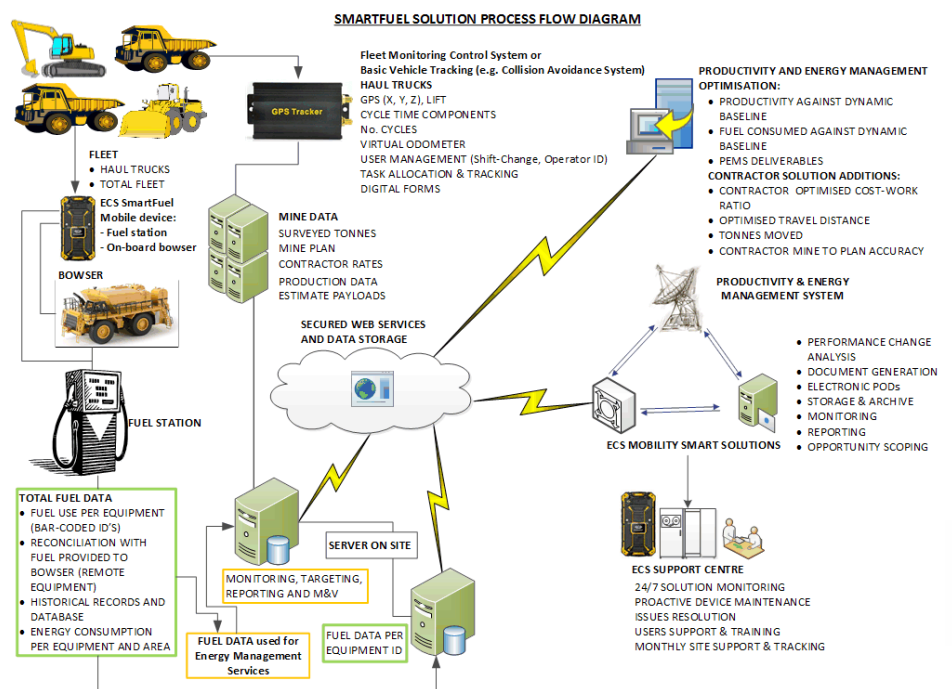 SMARTFUEL SOLUTION PROCESS FLOW DIAGRAM
Fleet Monitoring Control System or
Basic Vehicle Tracking (e.g. Collision Avoidance System)
HAUL TRUCKS
GPS (X, Y, Z), LIFT
CYCLE TIME COMPONENTS
No. CYCLES
VIRTUAL ODOMETER
USER MANAGEMENT (Shift-Change, Operator ID)
TASK ALLOCATION & TRACKING
DIGITAL FORMS
GPS Tracker
PRODUCTIVITY AND ENERGY MANAGEMENT
OPTIMISATION:
• PRODUCTIVITY AGAINST DYNAMIC
BASELINE
• FUEL CONSUMED AGAINST DYNAMIC
BASELINE
• PEMS DELIVERABLES
CONTRACTOR SOLUTION ADDITIONS:
• CONTRACTOR OPTIMISED COST-WORK
RATIO
• OPTIMISED TRAVEL DISTANCE
• TONNES MOVED
• CONTRACTOR MINE TO PLAN ACCURACY
FLEET
• HAUL TRUCKS
• TOTAL FLEET
ECS SmartFuel
Mobile device:
- Fuel station
- On-board bowser
MINE DATA
SURVEYED TONNES
MINE PLAN
CONTRACTOR RATES
PRODUCTION DATA
ESTIMATE PAYLOADS
BOWSER
PRODUCTIVITY & ENERGY
MANAGEMENT SYSTEM
SECURED WEB SERVICES
AND DATA STORAGE
• PERFORMANCE CHANGE
ANALYSIS
• DOCUMENT GENERATION
• ELECTRONIC PODs
• STORAGE & ARCHIVE
• MONITORING
• REPORTING
• OPPORTUNITY SCOPING
FUEL STATION
ECS MOBILITY SMART SOLUTIONS
TOTAL FUEL DATA
• FUEL USE PER EQUIPMENT
(BAR-CODED ID'S)
• RECONCILIATION WITH
FUEL PROVIDED TO
BOWSER (REMOTE
EQUIPMENT)
• HISTORICAL RECORDS AND
DATABASE
• ENERGY CONSUMPTION
PER EQUIPMENT AND AREA
SERVER ON SITE
MONITORING, TARGETING,
REPORTING AND M&V
FUEL DATA used for
Energy Management
Services
FUEL DATA PER
EQUIPMENT ID
ECS SUPPORT CENTRE
24/7 SOLUTION MONITORING
PROACTIVE DEVICE MAINTENANCE
ISSUES RESOLUTION
USERS SUPPORT & TRAINING
MONTHLY SITE SUPPORT & TRACKING